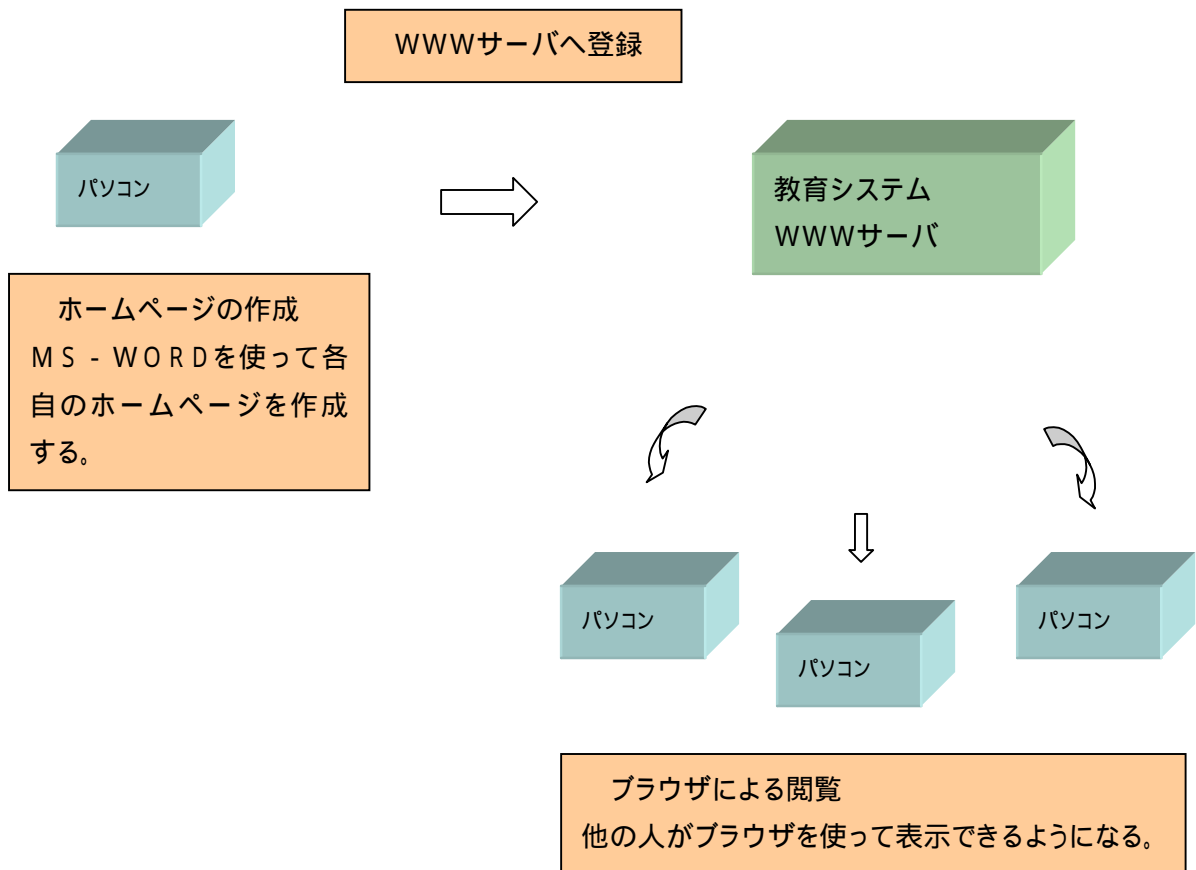 WWWサーバへ登録
パソコン
教育システム
WWWサーバ
ホームページの作成
ＭＳ‐ＷＯＲＤを使って各
自のホームページを作成
する。
パソコン
パソコン
パソコン
ブラウザによる閲覧
他の人がブラウザを使って表示できるようになる。